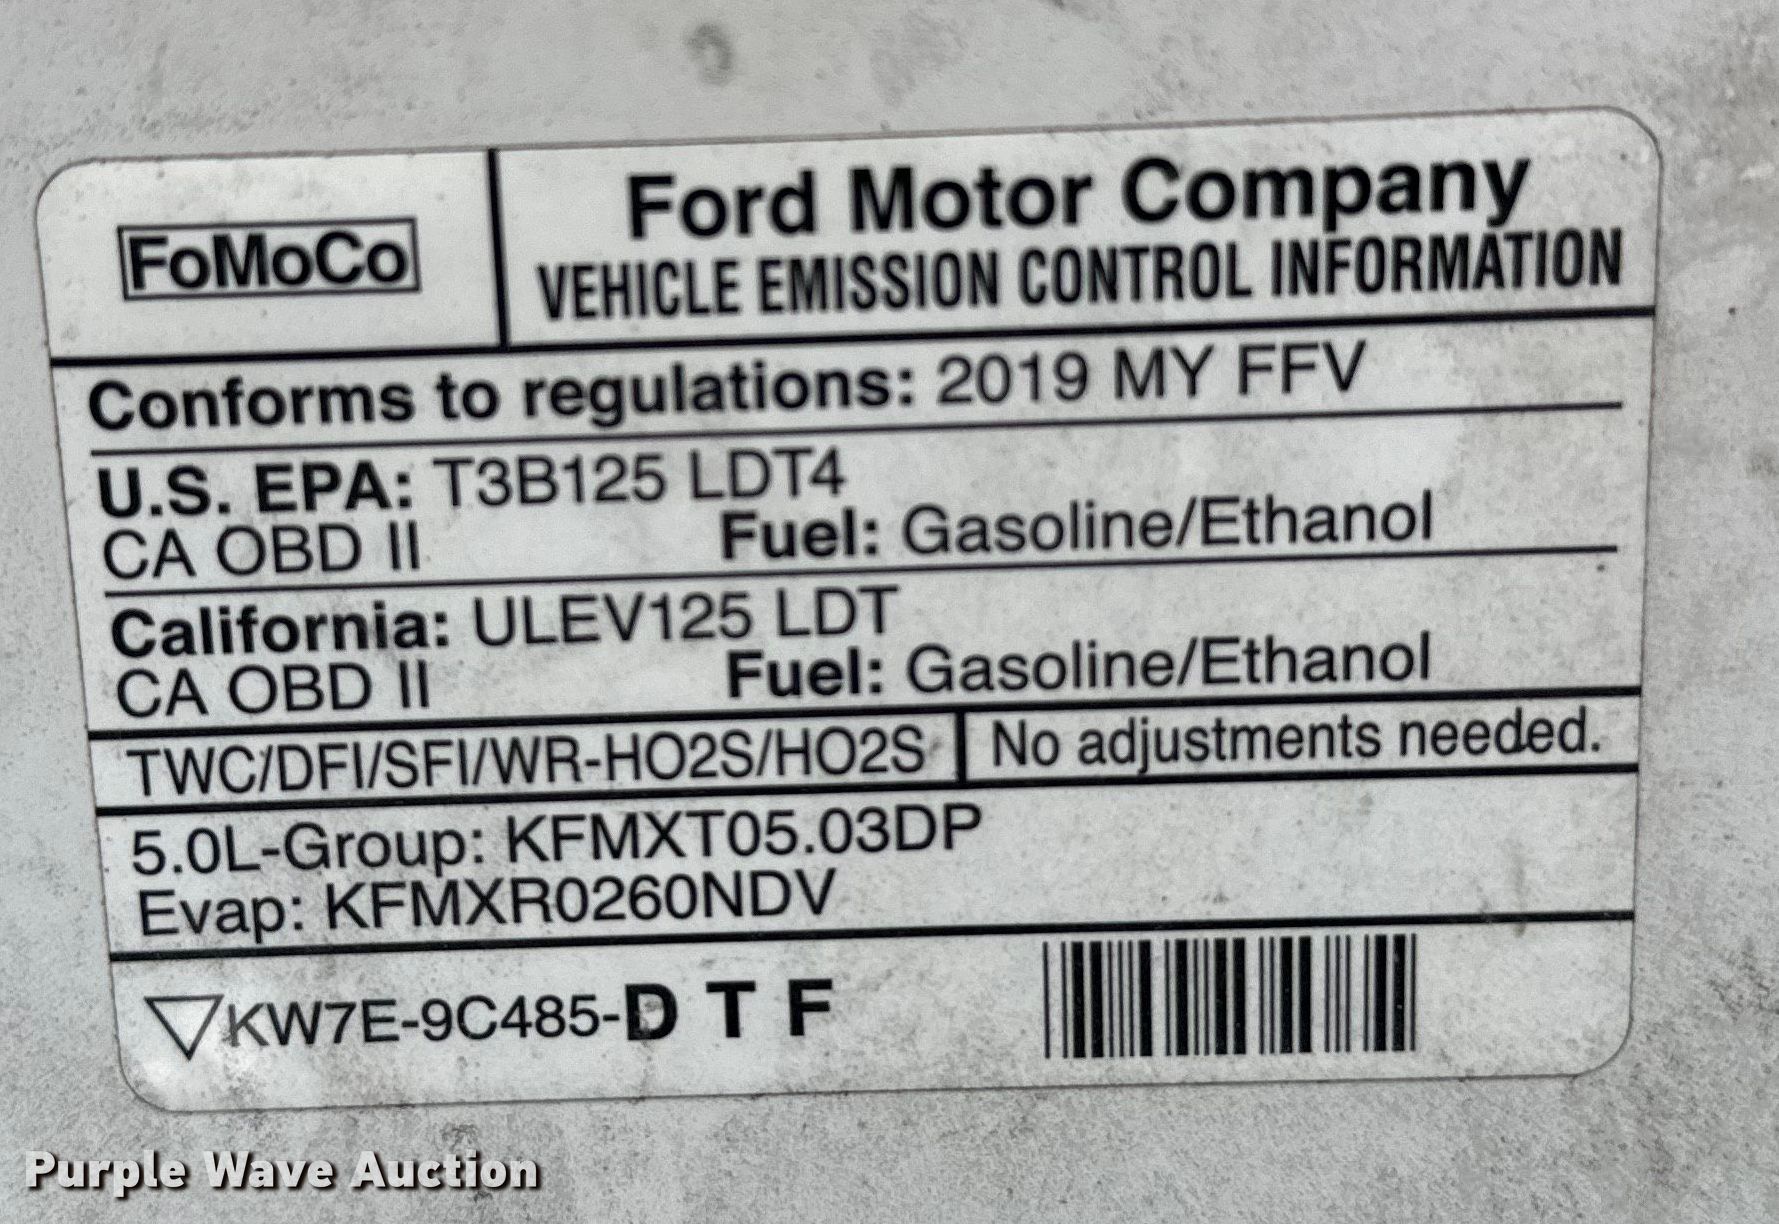 FoMoCo
Ford Motor Company
VEHICLE EMISSION CONTROL INFORMATION
Conforms to regulations: 2019 MY FFV
U.S. EPA: T3B125 LDT4
CA OBD II Fuel: Gasoline/Ethanol
California: ULEV125 LDT
CA OBD II Fuel: Gasoline/Ethanol
TWC/DFI/SFI/WR-HO2S/HO2S No adjustments needed.
5.0L-Group: KFMXT05.03DP
Evap: KFMXR0260NDV
KW7E-9C485-D T F
Purple Wave Auction